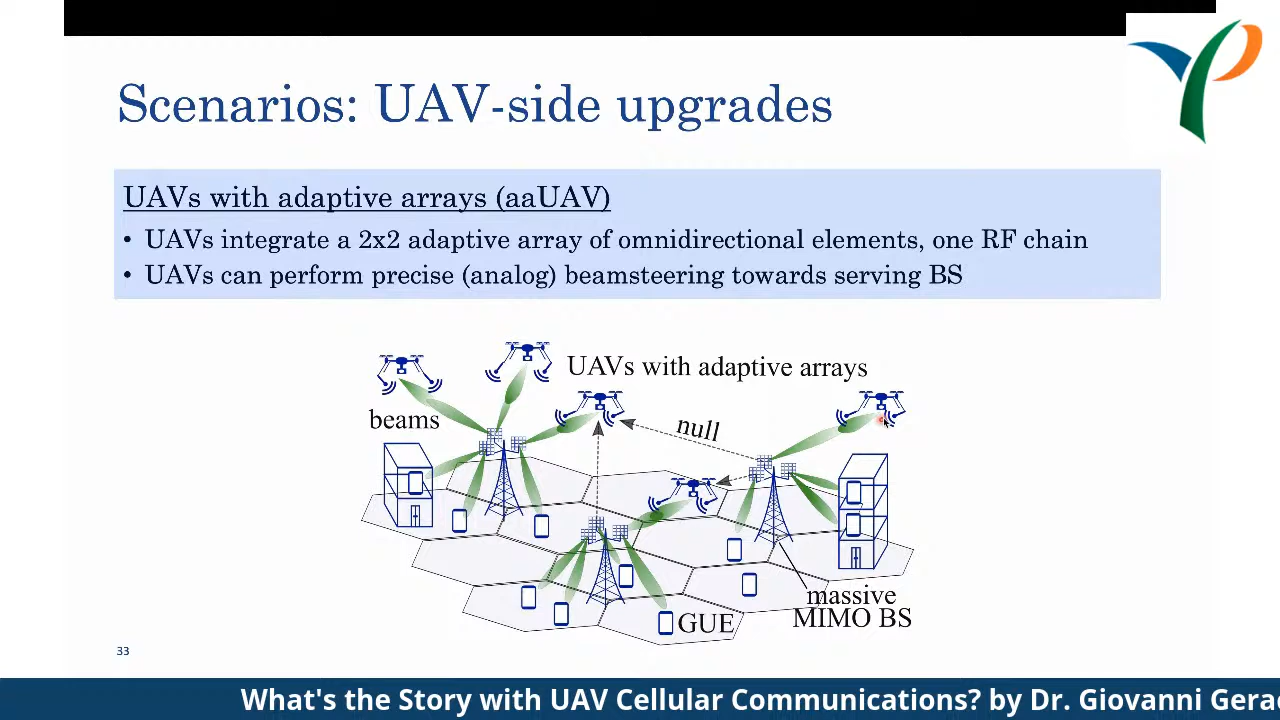 Scenarios: UAV-side upgrades
UAVs with adaptive arrays (aaUAV)
• UAVs integrate a 2x2 adaptive array of omnidirectional elements, one RF chain
• UAVs can perform precise (analog) beamsteering towards serving BS
UAVs with adaptive arrays
beams
null
massive
MIMO BS
GUE
33
What's the Story with UAV Cellular Communications? by Dr. Giovanni Gerac